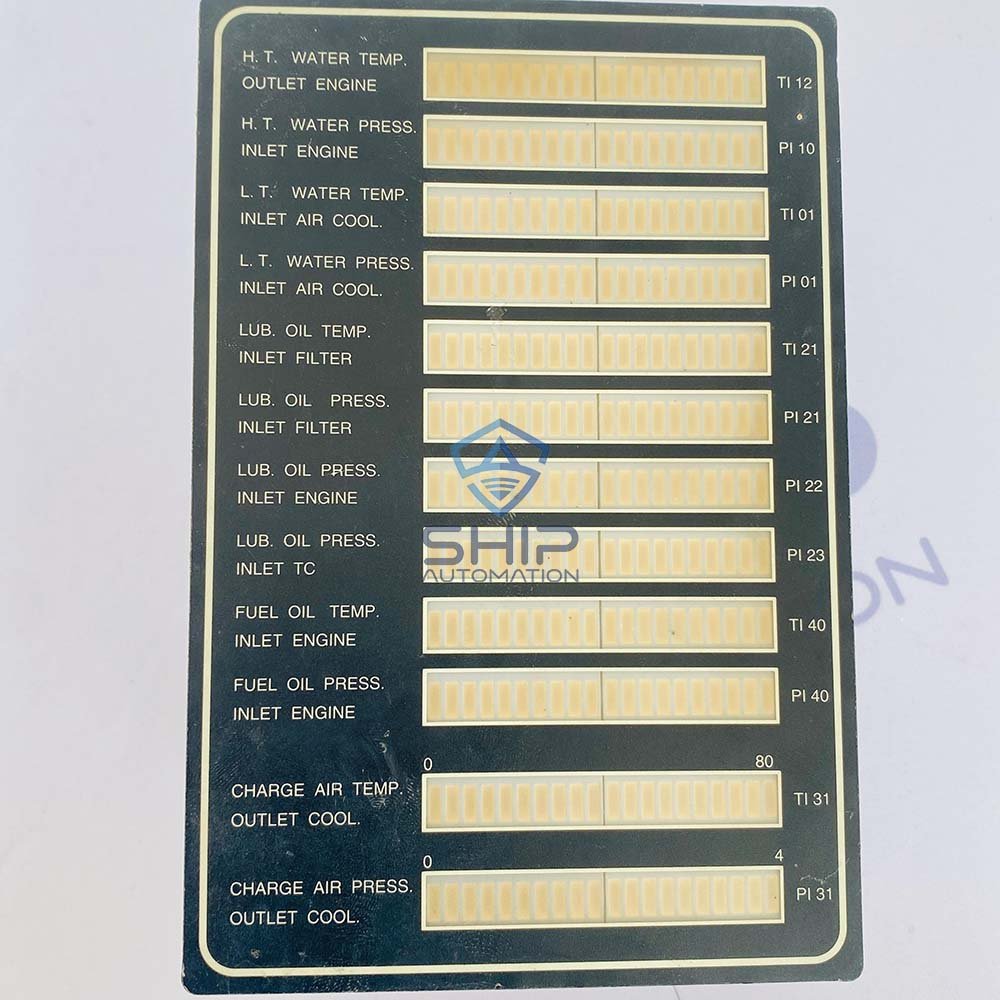 H. T. WATER TEMP.
OUTLET ENGINE
TI 12
H. T. WATER PRESS.
INLET ENGINE
PI 10
L. T. WATER TEMP.
INLET AIR COOL.
TI 01
L. T. WATER PRESS.
INLET AIR COOL.
PI 01
LUB. OIL TEMP.
INLET FILTER
TI 21
LUB. OIL PRESS.
INLET FILTER
PI 21
LUB. OIL PRESS.
INLET ENGINE
PI 22
LUB. OIL PRESS.
INLET TC
PI 23
SHIP
AUTOMATION
FUEL OIL TEMP.
INLET ENGINE
TI 40
FUEL OIL PRESS.
INLET ENGINE
PI 40
0 80
CHARGE AIR TEMP.
OUTLET COOL.
TI 31
0 4
CHARGE AIR PRESS.
OUTLET COOL.
PI 31